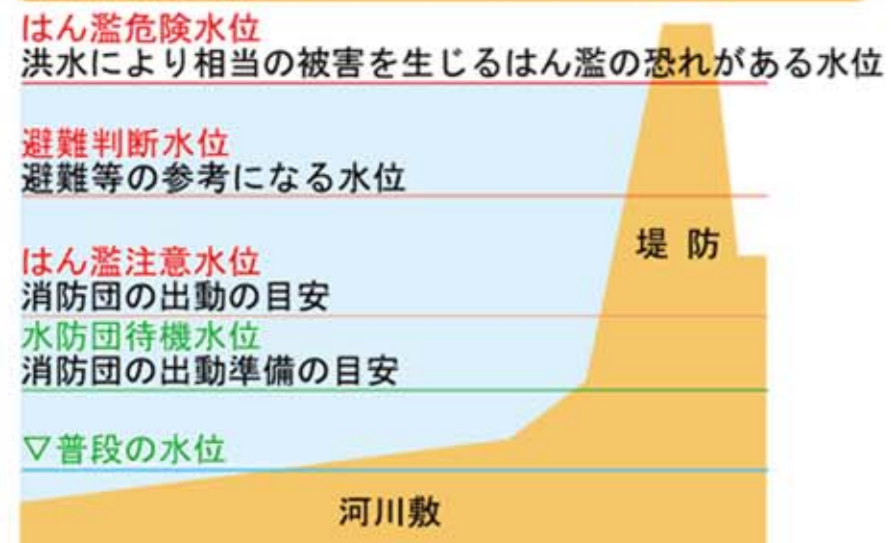 はん濫危険水位
洪水により相当の被害を生じるはん濫の恐れがある水位
避難判断水位
避難等の参考になる水位
はん濫注意水位
消防団の出動の目安
水防団待機水位
消防団の出動準備の目安
▽普段の水位
堤 防
河川敷